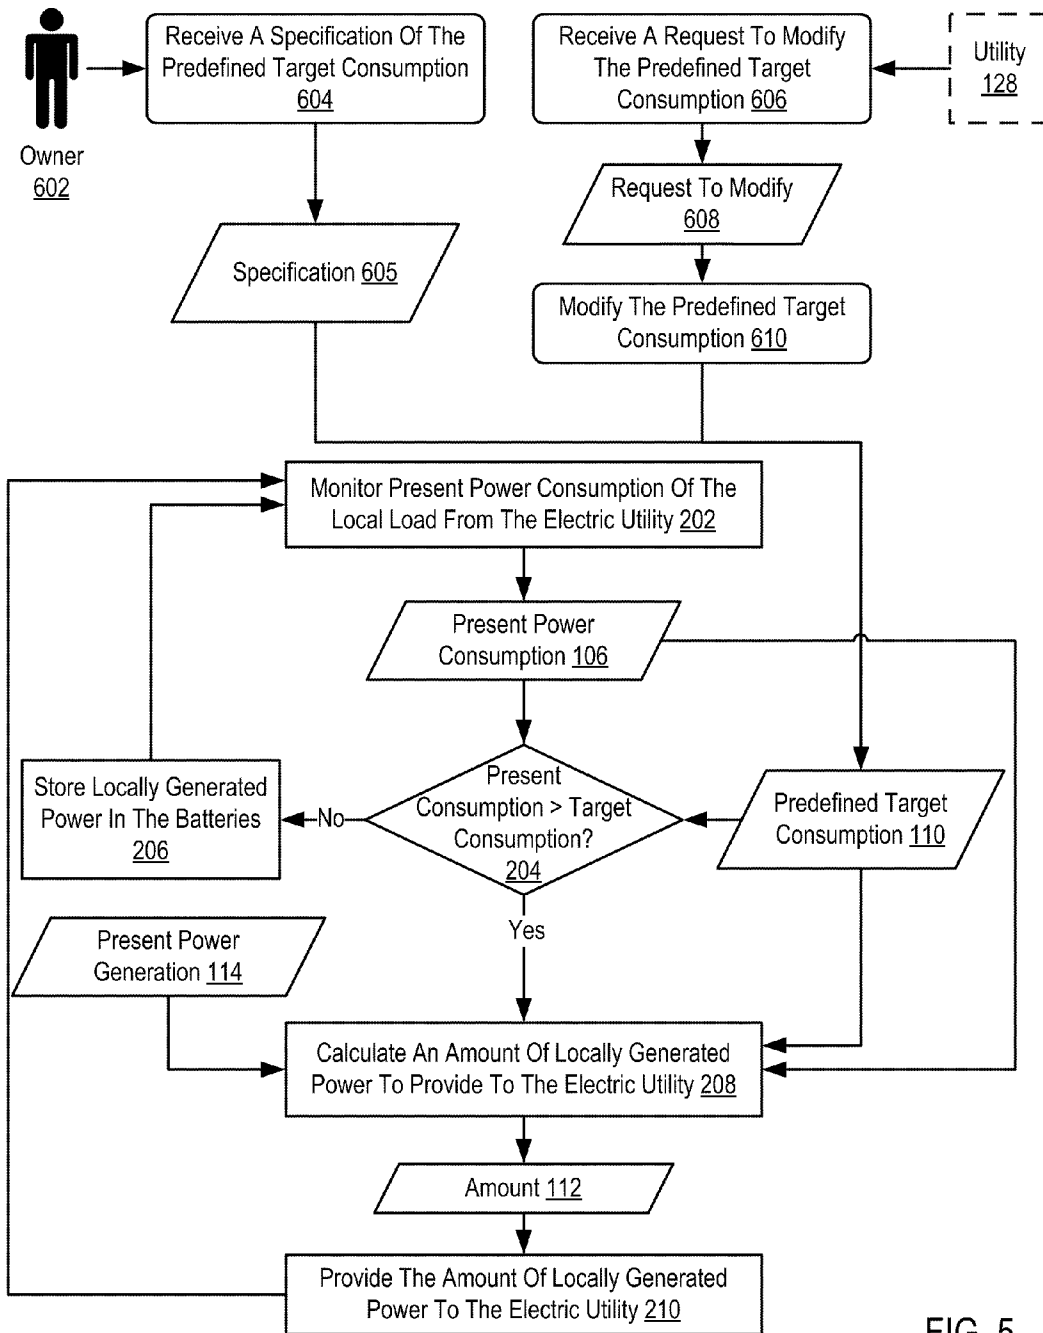 Receive A Specification Of The
Predefined Target Consumption
604
Receive A Request To Modify
The Predefined Target
Consumption 606
Utility
128
Owner
602
Request To Modify
608
Specification 605
Modify The Predefined Target
Consumption 610
Monitor Present Power Consumption Of The
Local Load From The Electric Utility 202
Present Power
Consumption 106
Store Locally Generated
Power In The Batteries
206
No
Present
Consumption > Target
Consumption?
204
Predefined Target
Consumption 110
Yes
Present Power
Generation 114
Calculate An Amount Of Locally Generated
Power To Provide To The Electric Utility 208
Amount 112
Provide The Amount Of Locally Generated
Power To The Electric Utility 210
FIG. 5